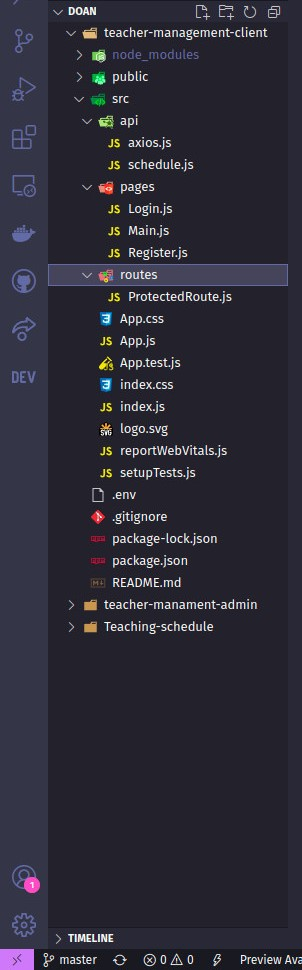 DOAN
teacher-management-client
node_modules
public
src
api
JS axios.js
JS schedule.js
pages
JS Login.js
JS Main.js
JS Register.js
routes
JS ProtectedRoute.js
App.css
JS App.js
App.test.js
index.css
JS index.js
SVG logo.svg
JS reportWebVitals.js
JS setupTests.js
.env
.gitignore
package-lock.json
package.json
README.md
teacher-manament-admin
Teaching-schedule
DEV
1
TIMELINE
master 0 0 Preview Ava